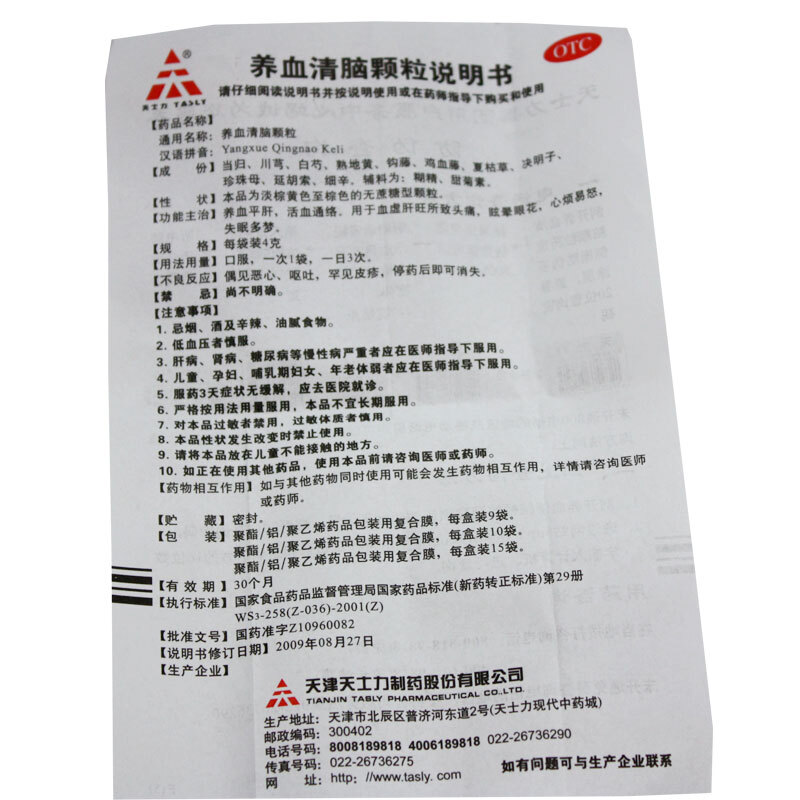 OTC
®
天士力 TASLY
养血清脑颗粒说明书
请仔细阅读说明书并按说明使用或在药师指导下购买和使用
【药品名称】
通用名称：养血清脑颗粒
汉语拼音：Yangxue Qingnao Keli
【成 份】当归、川芎、白芍、熟地黄、钩藤、鸡血藤、夏枯草、决明子、
珍珠母、延胡索、细辛。辅料为：糊精、甜菊素。
【性 状】本品为淡棕黄色至棕色的无蔗糖型颗粒。
【功能主治】养血平肝，活血通络。用于血虚肝旺所致头痛，眩晕眼花，心烦易怒，
失眠多梦。
【规 格】每袋装4克
【用法用量】口服，一次1袋，一日3次。
【不良反应】偶见恶心、呕吐，罕见皮疹，停药后即可消失。
【禁 忌】尚不明确。
【注意事项】
1. 忌烟、酒及辛辣、油腻食物。
2. 低血压者慎服。
3. 肝病、肾病、糖尿病等慢性病严重者应在医师指导下服用。
4. 儿童、孕妇、哺乳期妇女、年老体弱者应在医师指导下服用。
5. 服药3天症状无缓解，应去医院就诊。
6. 严格按用法用量服用，本品不宜长期服用。
7. 对本品过敏者禁用，过敏体质者慎用。
8. 本品性状发生改变时禁止使用。
9. 请将本品放在儿童不能接触的地方。
10. 如正在使用其他药品，使用本品前请咨询医师或药师。
【药物相互作用】如与其他药物同时使用可能会发生药物相互作用，详情请咨询医师
或药师。
【贮 藏】密封。
【包 装】聚酯/铝/聚乙烯药品包装用复合膜，每盒装9袋。
聚酯/铝/聚乙烯药品包装用复合膜，每盒装10袋。
聚酯/铝/聚乙烯药品包装用复合膜，每盒装15袋。
【有 效 期】30个月
【执行标准】国家食品药品监督管理局国家药品标准(新药转正标准)第29册
WS3-258(Z-036)-2001(Z)
【批准文号】国药准字Z10960082
【说明书修订日期】2009年08月27日
【生产企业】
天津天士力制药股份有限公司
TIANJIN TASLY PHARMACEUTICAL CO.,LTD.
生产地址：天津市北辰区普济河东道2号(天士力现代中药城)
邮政编码：300402
电话号码：8008189818 4006189818 022-26736290
传真号码：022-26736275
网 址：http：//www.tasly. com 如有问题可与生产企业联系